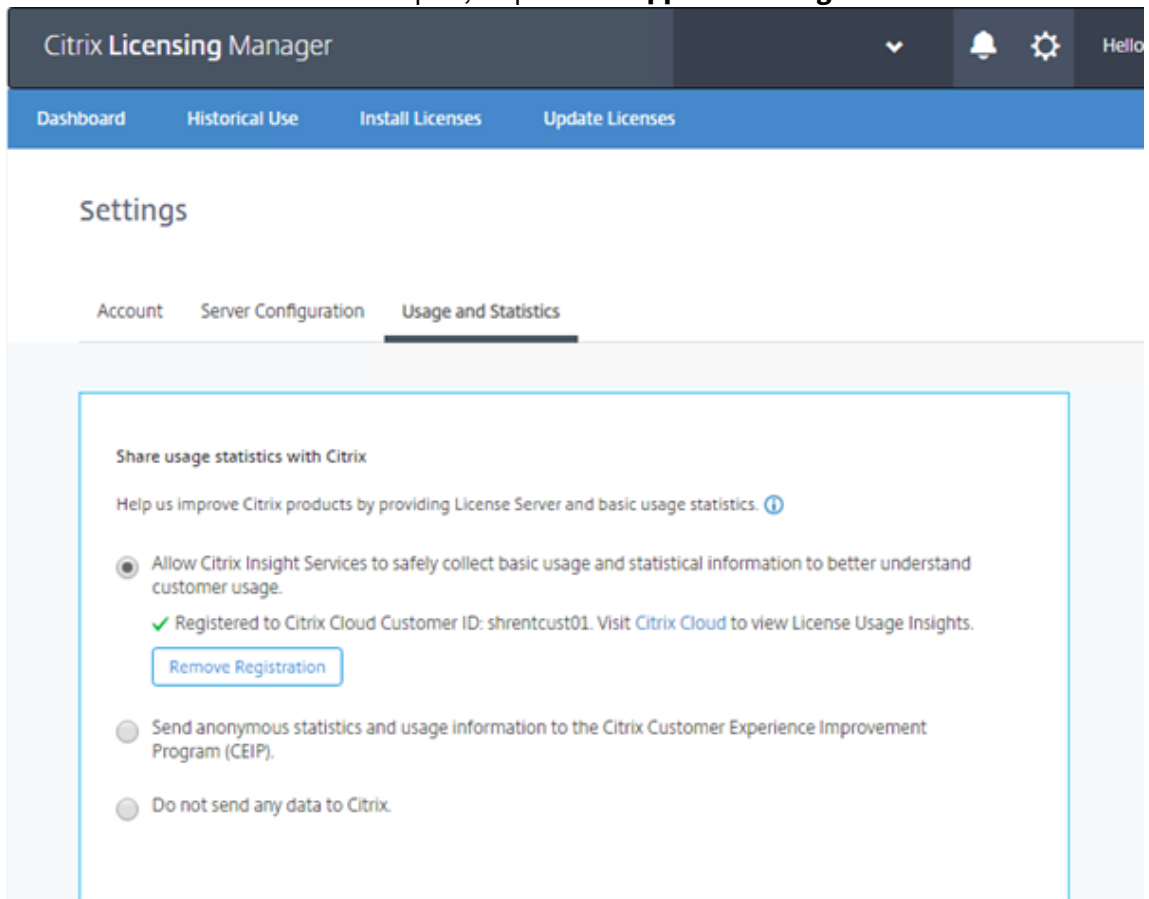 Citrix Licensing Manager
Hello
Dashboard Historical Use Install Licenses Update Licenses
Settings
Account Server Configuration Usage and Statistics
Share usage statistics with Citrix
Help us improve Citrix products by providing License Server and basic usage statistics.
Allow Citrix Insight Services to safely collect basic usage and statistical information to better understand
customer usage.
Registered to Citrix Cloud Customer ID: shrentcust01. Visit Citrix Cloud to view License Usage Insights.
Remove Registration
Send anonymous statistics and usage information to the Citrix Customer Experience Improvement
Program (CEIP).
Do not send any data to Citrix.